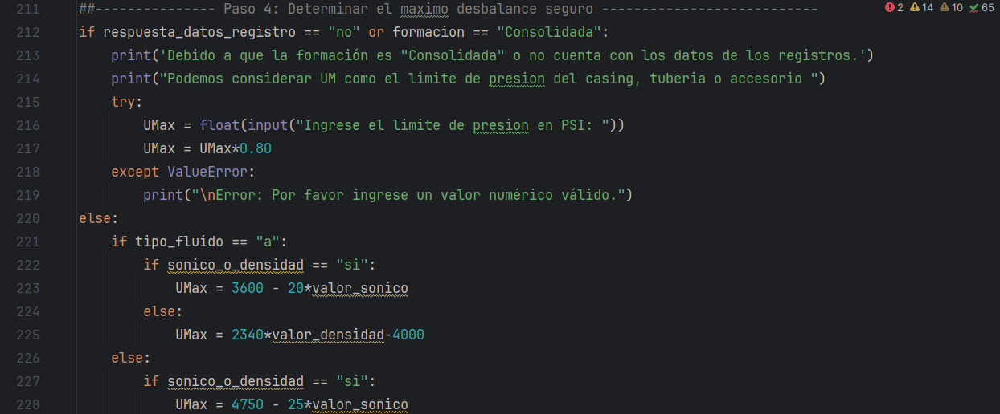 211 ##--------------- Paso 4: Determinar el maximo desbalance seguro ---------------------------
2 14 10 65
212 if respuesta_datos_registro == "no" or formacion == "Consolidada":
213     print('Debido a que la formación es "Consolidada" o no cuenta con los datos de los registros.')
214     print("Podemos considerar UM como el limite de presion del casing, tuberia o accesorio ")
215     try:
216         UMax = float(input("Ingrese el limite de presion en PSI: "))
217         UMax = UMax*0.80
218     except ValueError:
219         print("\nError: Por favor ingrese un valor numérico válido.")
220 else:
221     if tipo_fluido == "a":
222         if sonico_o_densidad == "si":
223             UMax = 3600 - 20*valor_sonico
224         else:
225             UMax = 2340*valor_densidad-4000
226     else:
227         if sonico_o_densidad == "si":
228             UMax = 4750 - 25*valor_sonico